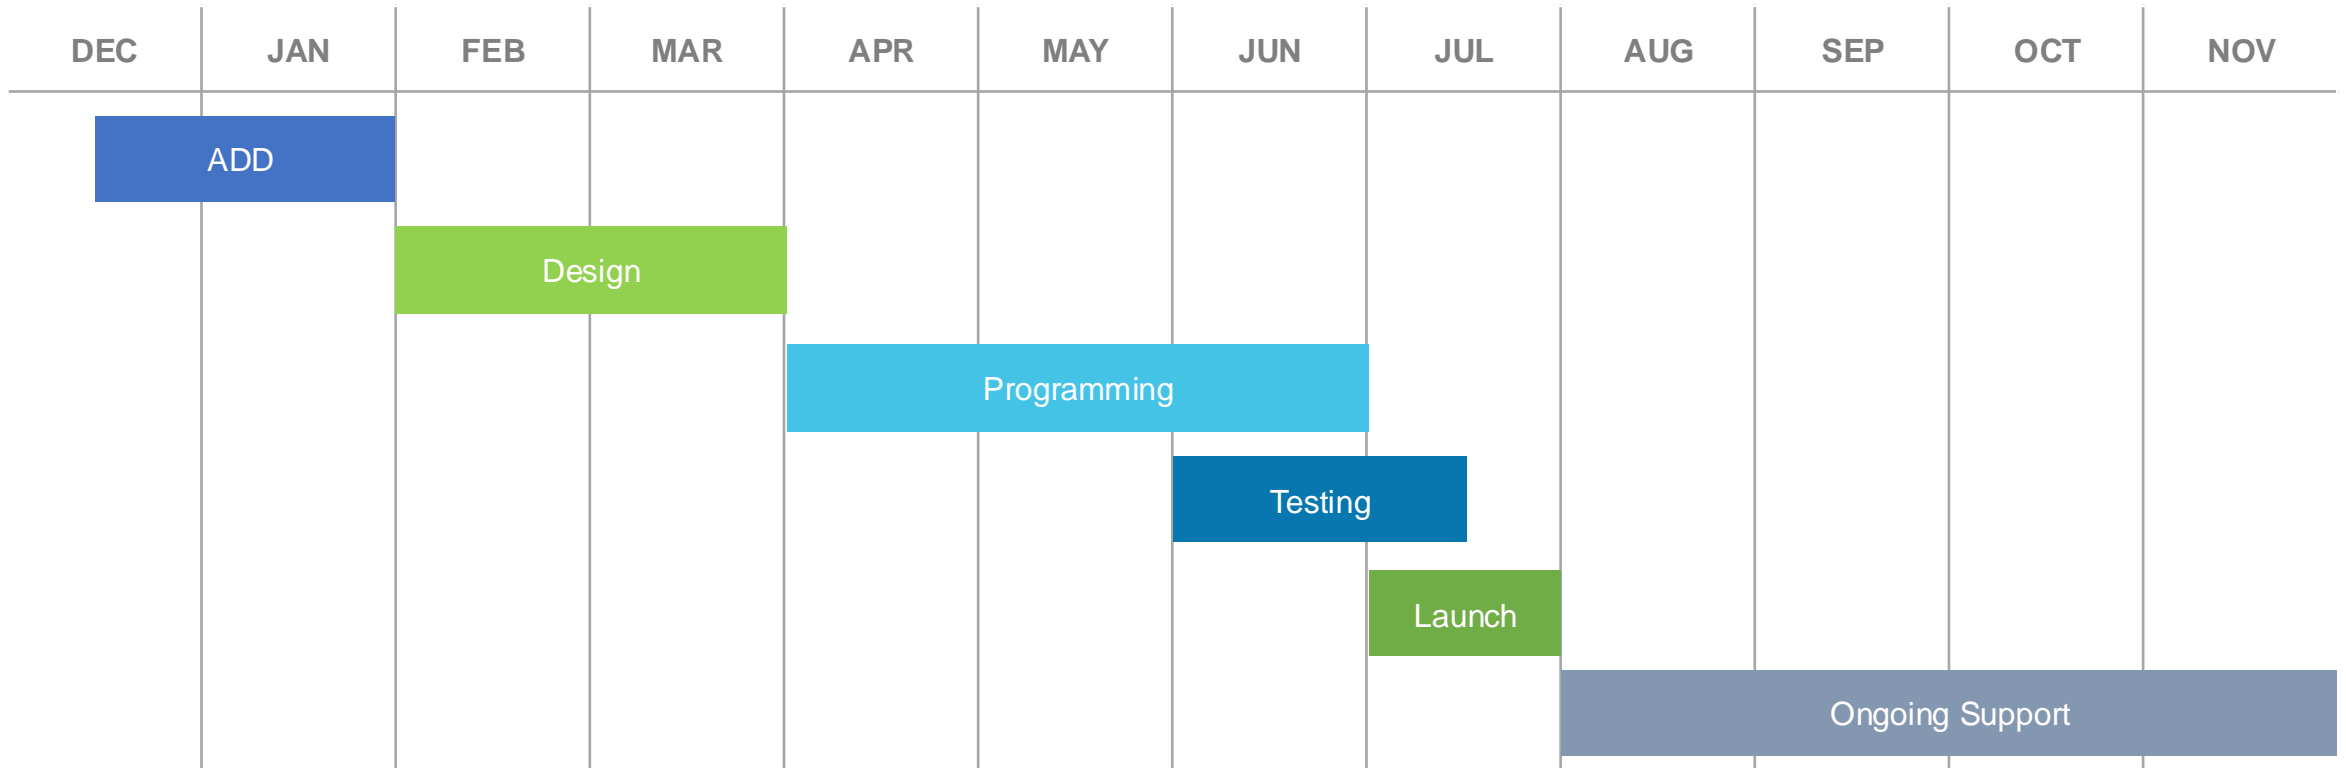 DEC JAN FEB MAR APR MAY JUN JUL AUG SEP OCT NOV
ADD
Design
Programming
Testing
Launch
Ongoing Support